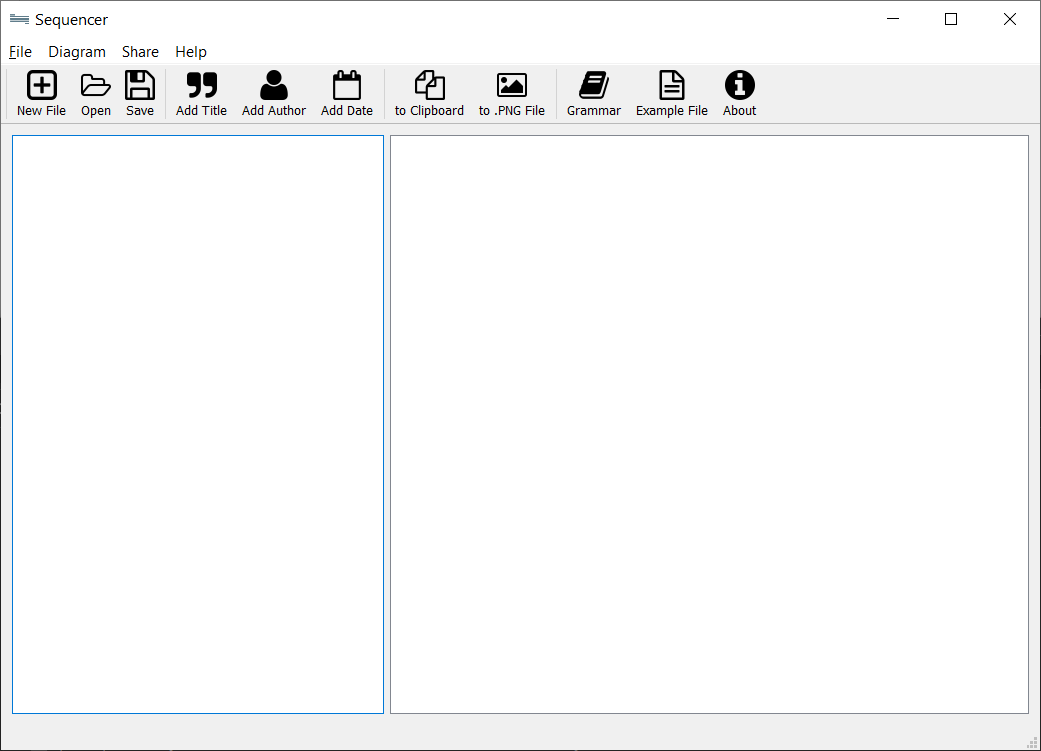 Sequencer
File Diagram Share Help
New File Open Save Add Title Add Author Add Date to Clipboard to .PNG File Grammar Example File About